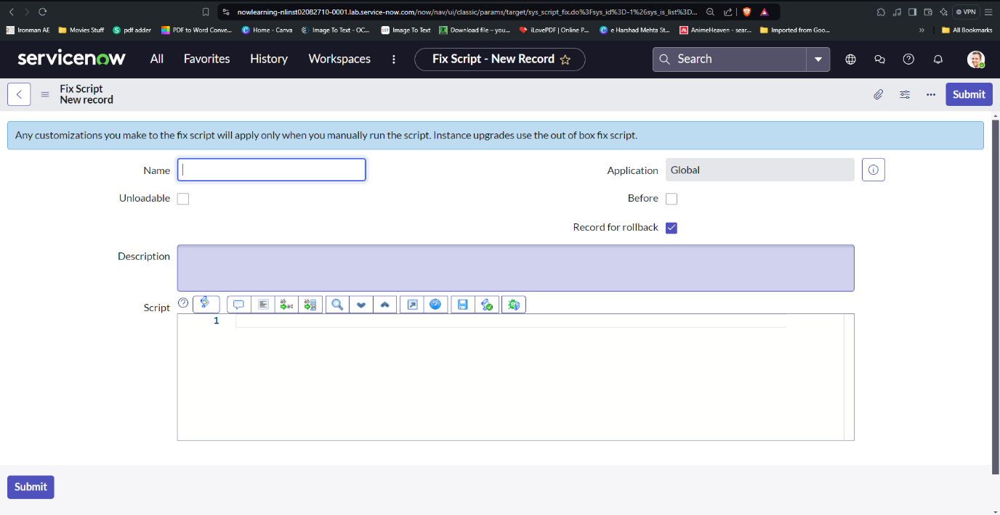 nowlearning-nlinst02082710-0001.lab.service-now.com/now/nav/ui/classic/params/target/sys_script_fix.do%3Fsys_id%3D-1%26sys_is_list%3D...
VPN
Ironman AE Movies Stuff pdf adder PDF to Word Conve... Home - Canva Image To Text - OC... Image To Text Download file – you... iLovePDF | Online P... e Harshad Mehta St... AnimeHeaven - sear... Imported from Goo... » All Bookmarks
servicenow All Favorites History Workspaces Fix Script - New Record Search
Fix Script
New record
Submit
Any customizations you make to the fix script will apply only when you manually run the script. Instance upgrades use the out of box fix script.
Name
Application Global
Unloadable
Before
Record for rollback
Description
Script
1
Submit